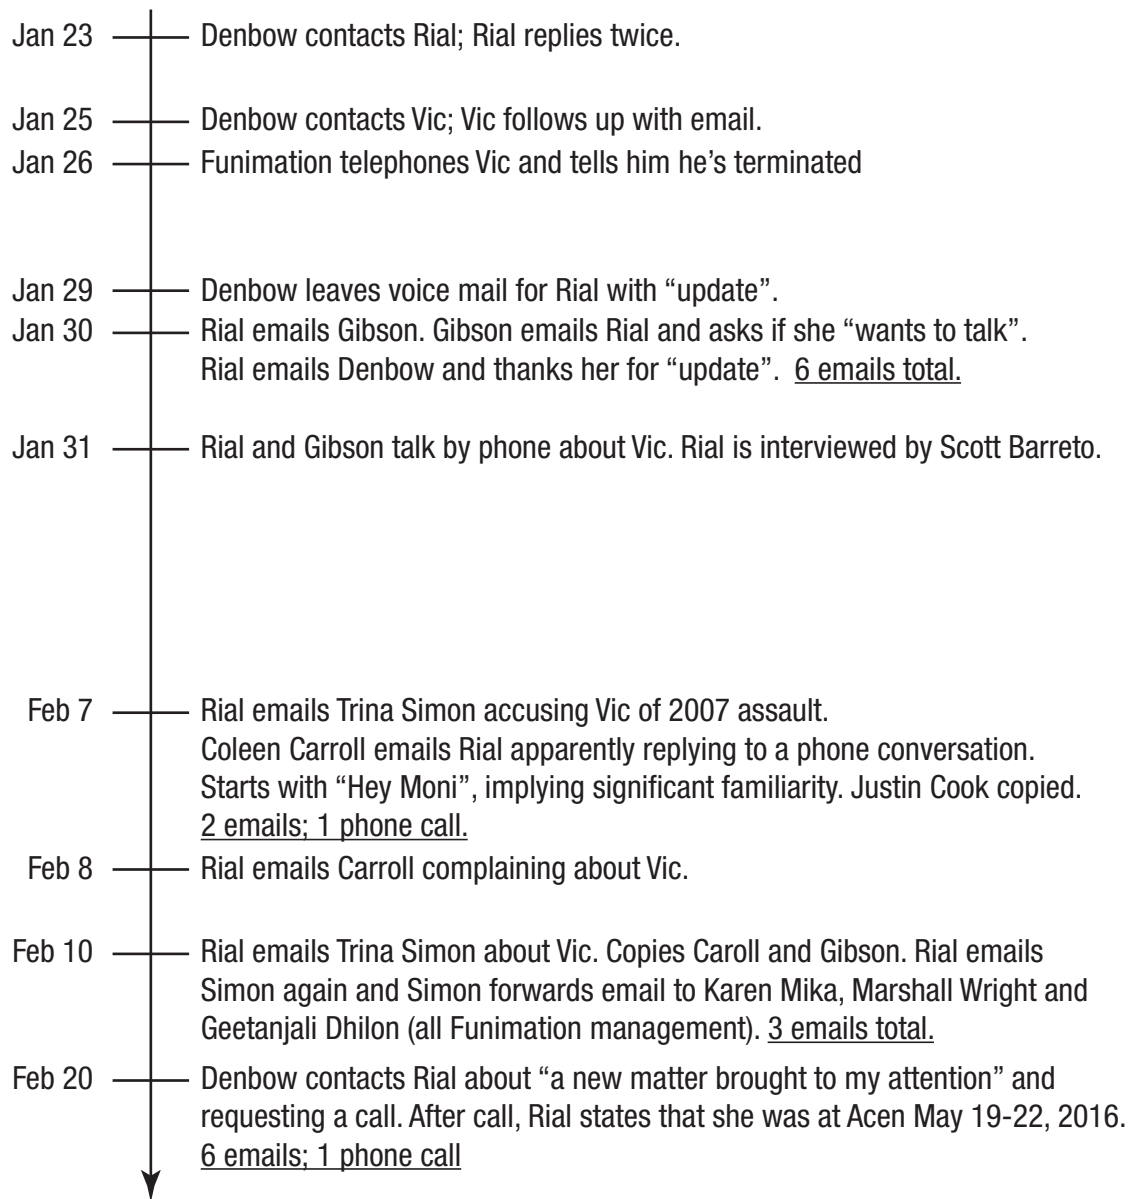 Jan 23 Denbow contacts Rial; Rial replies twice.
Jan 25 Denbow contacts Vic; Vic follows up with email.
Jan 26 Funimation telephones Vic and tells him he’s terminated
Jan 29 Denbow leaves voice mail for Rial with “update”.
Jan 30 Rial emails Gibson. Gibson emails Rial and asks if she “wants to talk”.
Rial emails Denbow and thanks her for “update”. 6 emails total.
Jan 31 Rial and Gibson talk by phone about Vic. Rial is interviewed by Scott Barreto.
Feb 7 Rial emails Trina Simon accusing Vic of 2007 assault.
Coleen Carroll emails Rial apparently replying to a phone conversation.
Starts with “Hey Moni”, implying significant familiarity. Justin Cook copied.
2 emails; 1 phone call.
Feb 8 Rial emails Carroll complaining about Vic.
Feb 10 Rial emails Trina Simon about Vic. Copies Caroll and Gibson. Rial emails
Simon again and Simon forwards email to Karen Mika, Marshall Wright and
Geetanjali Dhilon (all Funimation management). 3 emails total.
Feb 20 Denbow contacts Rial about “a new matter brought to my attention” and
requesting a call. After call, Rial states that she was at Acen May 19-22, 2016.
6 emails; 1 phone call